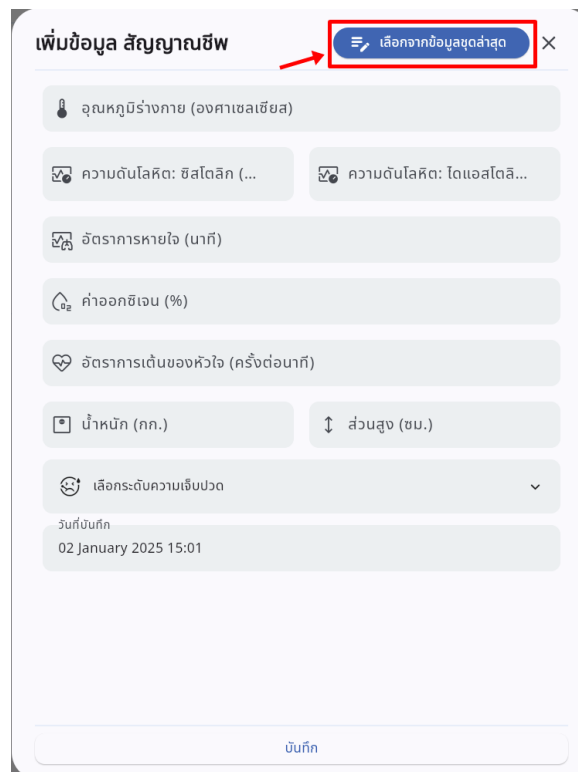 เพิ่มข้อมูล สัญญาณชีพ
เลือกจากข้อมูลชุดล่าสุด
อุณหภูมิร่างกาย (องศาเซลเซียส)
ความดันโลหิต: ซิสโตลิก (...
ความดันโลหิต: ไดแอสโตลิ...
อัตราการหายใจ (นาที)
ค่าออกซิเจน (%)
อัตราการเต้นของหัวใจ (ครั้งต่อนาที)
น้ำหนัก (กก.)
ส่วนสูง (ซม.)
เลือกระดับความเจ็บปวด
วันที่บันทึก
02 January 2025 15:01
บันทึก